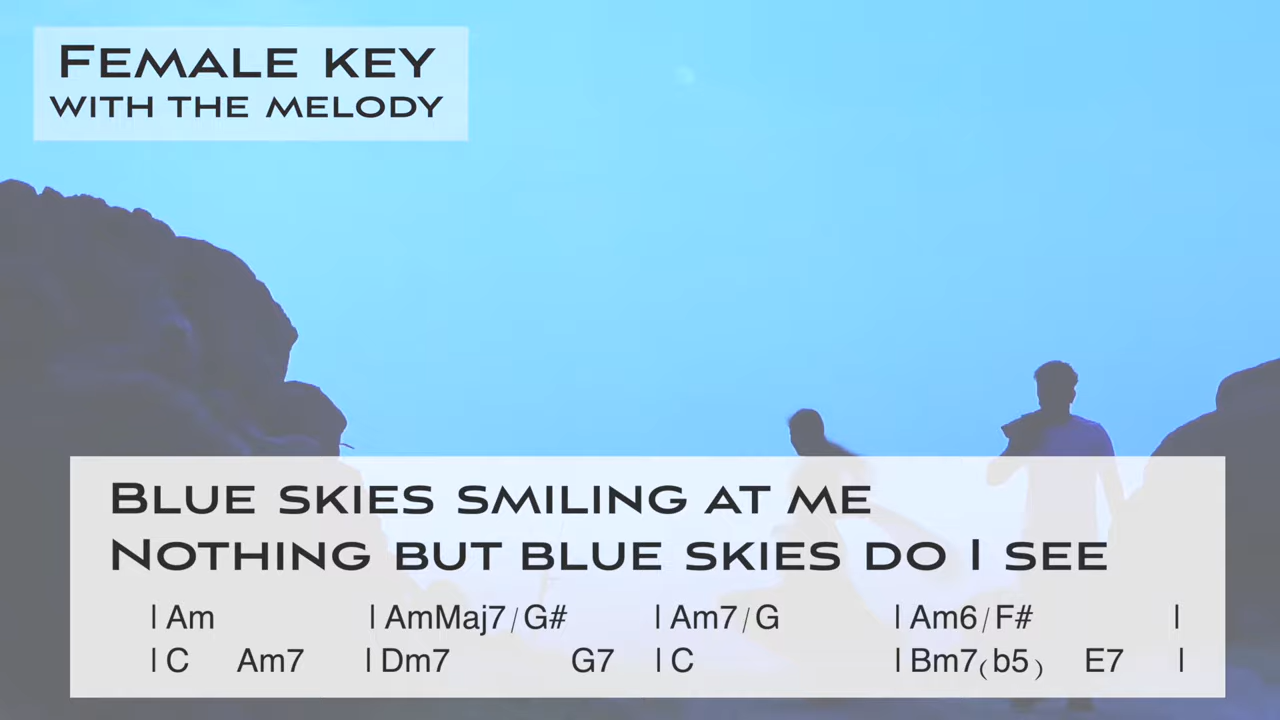 Female key
with the melody
Blue skies smiling at me
Nothing but blue skies do I see
| Am | AmMaj7/G# | Am7/G | Am6/F# |
| C Am7 | Dm7 G7 | C | Bm7(b5) E7 |